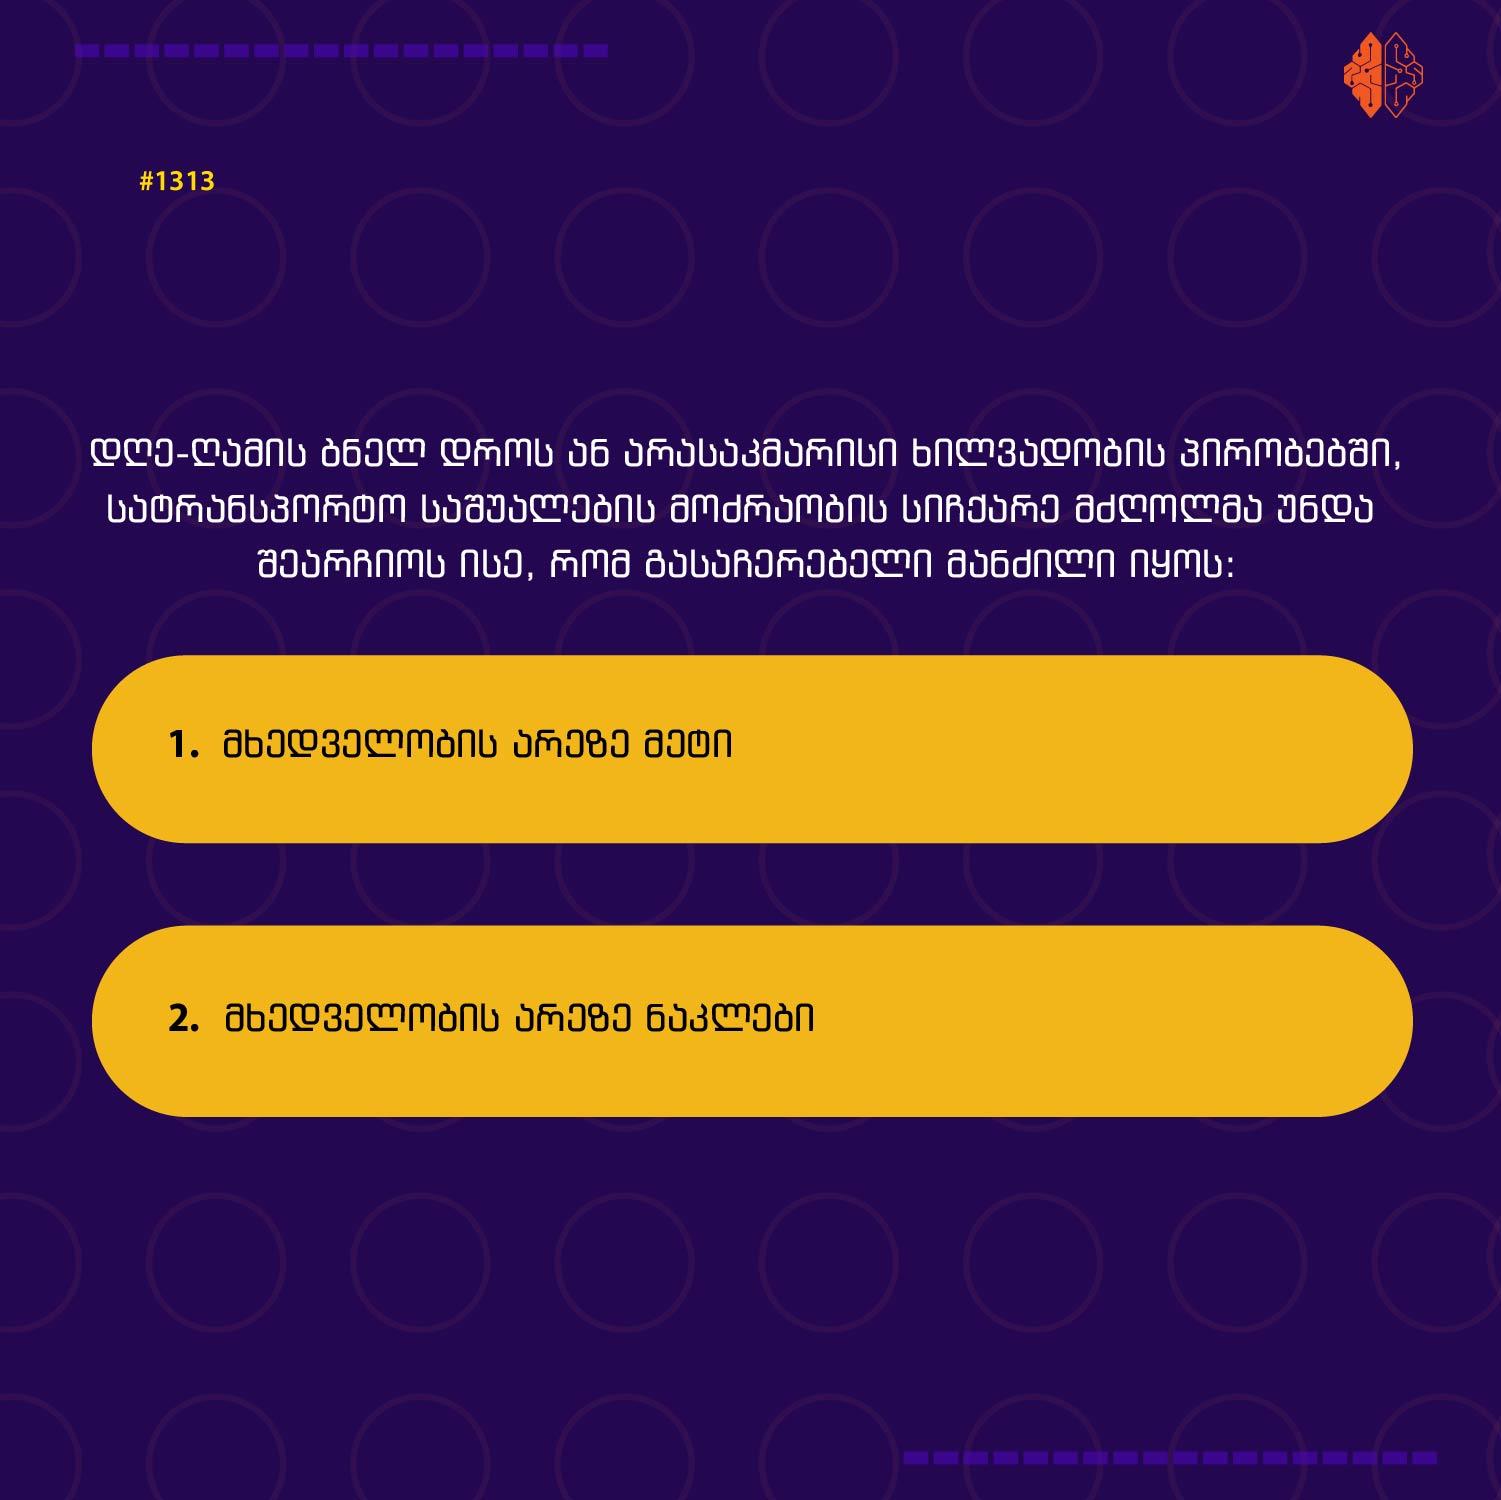 #1313
დღე-ღამის ბნელ დროს ან არასაკმარისი ხილვადობის პირობებში,
სატრანსპორტო საშუალების მოძრაობის სიჩქარე მძღოლმა უნდა
შეარჩიოს ისე, რომ გასაჩერებელი მანძილი იყოს:
1. მხედველობის არეზე მეტი
2. მხედველობის არეზე ნაკლები